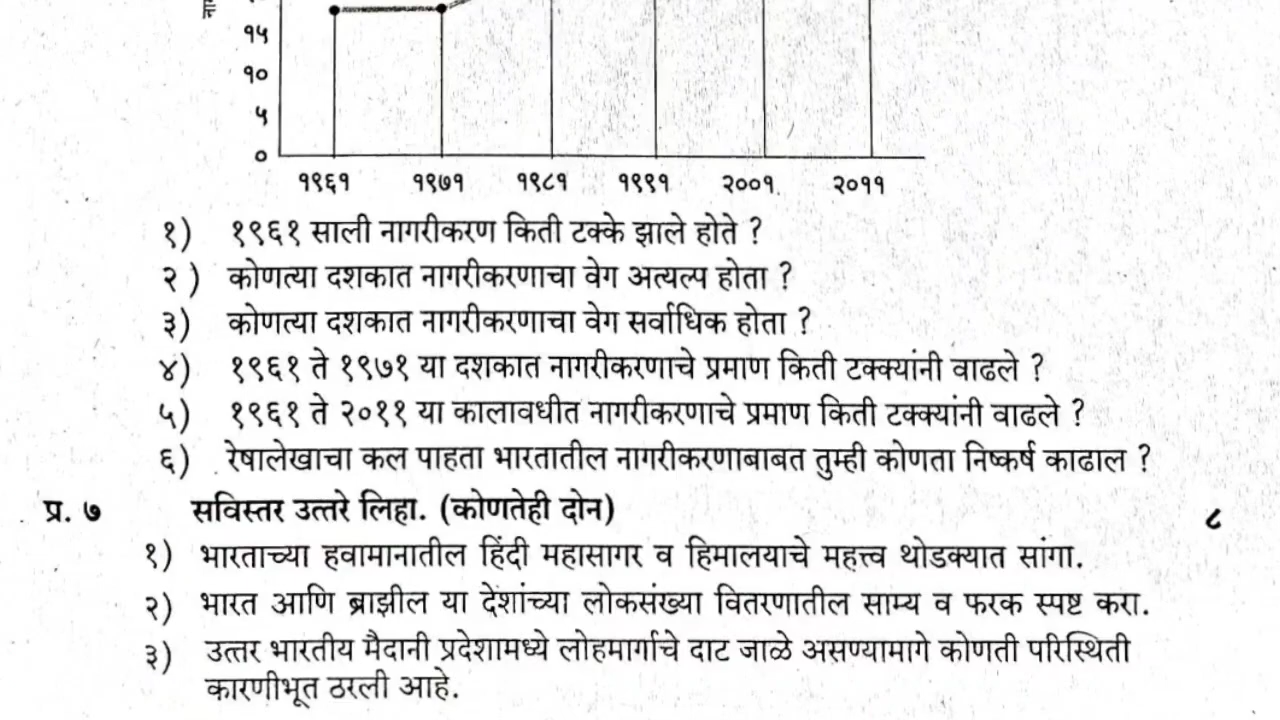 १५
१०
५
०
१९६१ १९७१ १९८१ १९९१ २००१ २०११
१) १९६१ साली नागरीकरण किती टक्के झाले होते ?
२ ) कोणत्या दशकात नागरीकरणाचा वेग अत्यल्प होता ?
३) कोणत्या दशकात नागरीकरणाचा वेग सर्वाधिक होता ?
४) १९६१ ते १९७१ या दशकात नागरीकरणाचे प्रमाण किती टक्क्यांनी वाढले ?
५) १९६१ ते २०११ या कालावधीत नागरीकरणाचे प्रमाण किती टक्क्यांनी वाढले ?
६) रेषालेखाचा कल पाहता भारतातील नागरीकरणाबाबत तुम्ही कोणता निष्कर्ष काढाल ?
प्र. ७ सविस्तर उत्तरे लिहा. (कोणतेही दोन) ८
१) भारताच्या हवामानातील हिंदी महासागर व हिमालयाचे महत्त्व थोडक्यात सांगा.
२) भारत आणि ब्राझील या देशांच्या लोकसंख्या वितरणातील साम्य व फरक स्पष्ट करा.
३) उत्तर भारतीय मैदानी प्रदेशामध्ये लोहमार्गाचे दाट जाळे असण्यामागे कोणती परिस्थिती
कारणीभूत ठरली आहे.